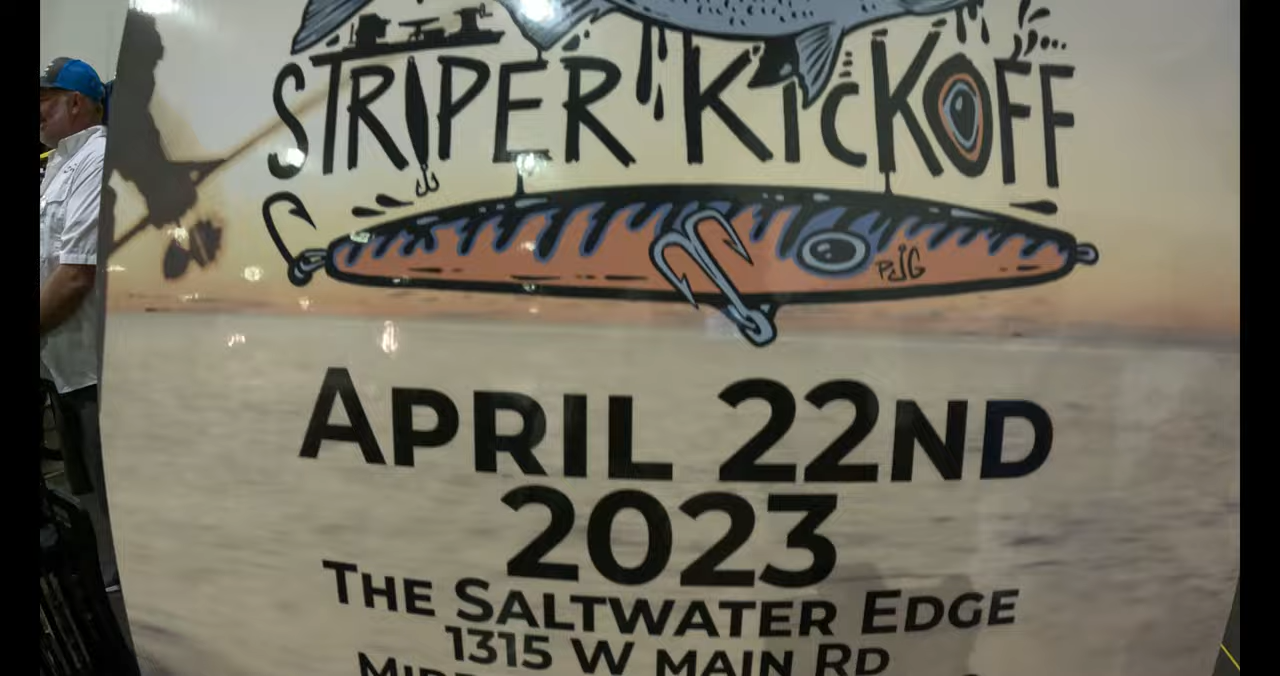 STRIPER KICKOFF
PJG
APRIL 22ND
2023
THE SALTWATER EDGE
1315 W MAIN RD